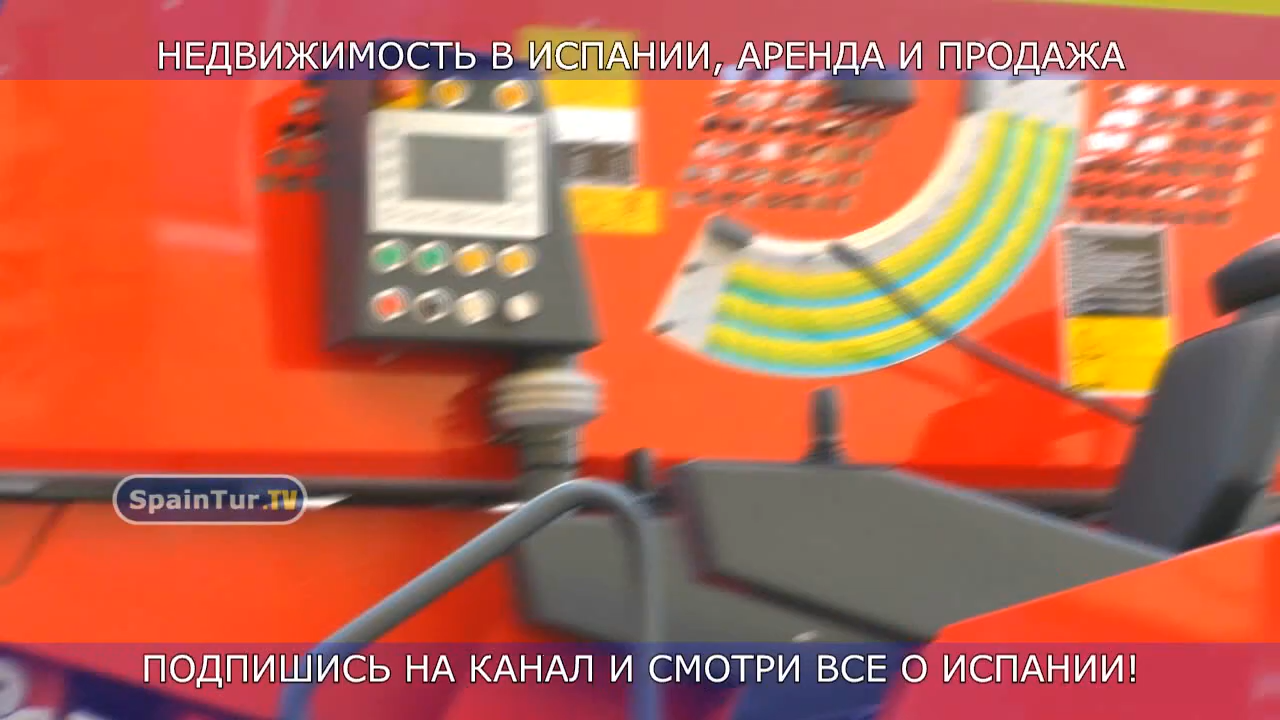 НЕДВИЖИМОСТЬ В ИСПАНИИ, АРЕНДА И ПРОДАЖА
SpainTur.TV
ПОДПИШИСЬ НА КАНАЛ И СМОТРИ ВСЕ О ИСПАНИИ!